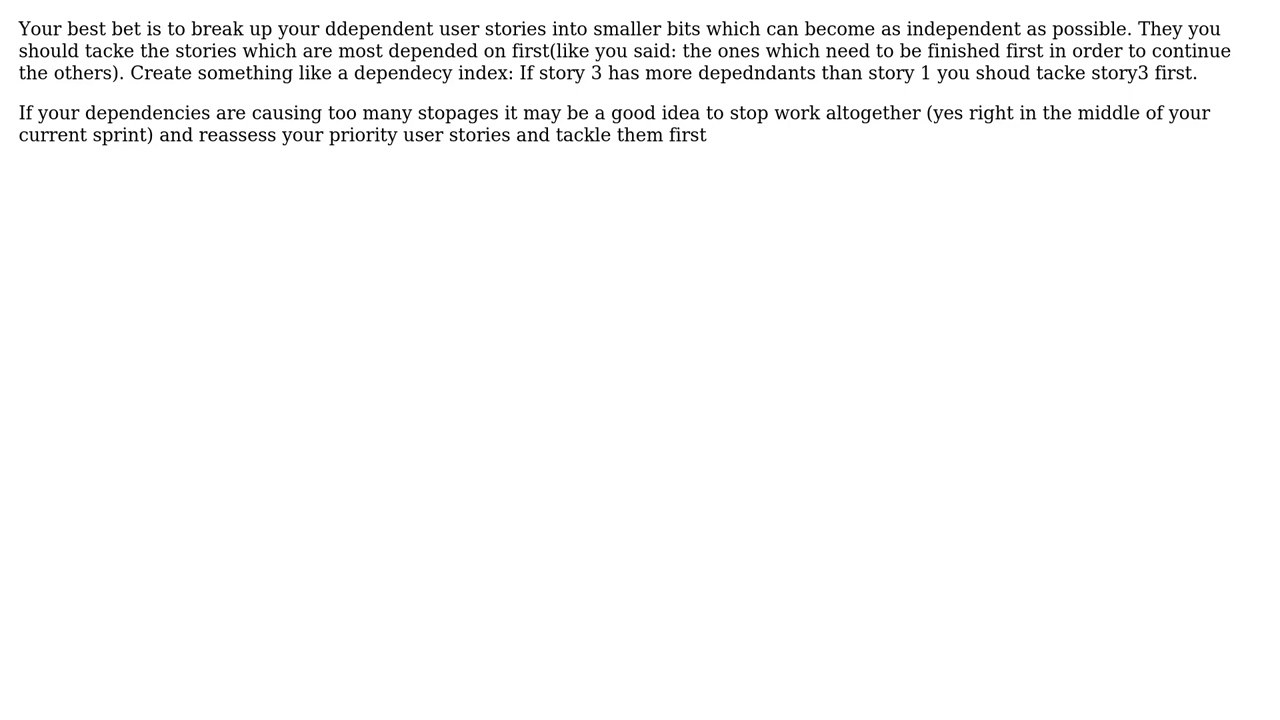 Your best bet is to break up your ddependent user stories into smaller bits which can become as independent as possible. They you
should tacke the stories which are most depended on first(like you said: the ones which need to be finished first in order to continue
the others). Create something like a dependecy index: If story 3 has more depedndants than story 1 you shoud tacke story3 first.
If your dependencies are causing too many stopages it may be a good idea to stop work altogether (yes right in the middle of your
current sprint) and reassess your priority user stories and tackle them first